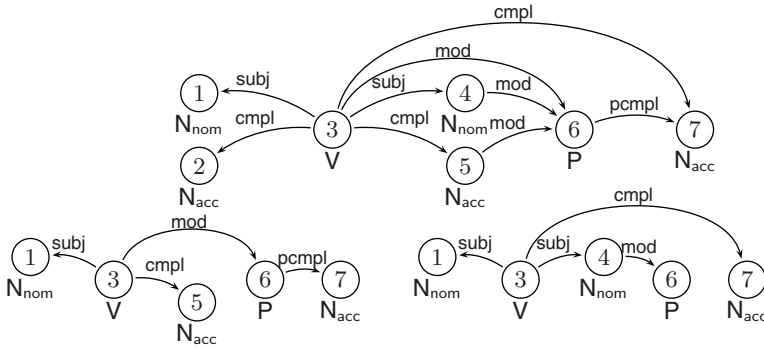 cmpl
mod
subj subj mod
1 4 pcmpl
N_nom cmpl 3 cmpl N_nom mod 6 7
2 V 5 P N_acc
N_acc N_acc
cmpl
mod
subj pcmpl subj subj mod
1 3 cmpl 6 7 1 3 4 6 7
N_nom V 5 P N_acc N_nom V N_nom P N_acc
N_acc